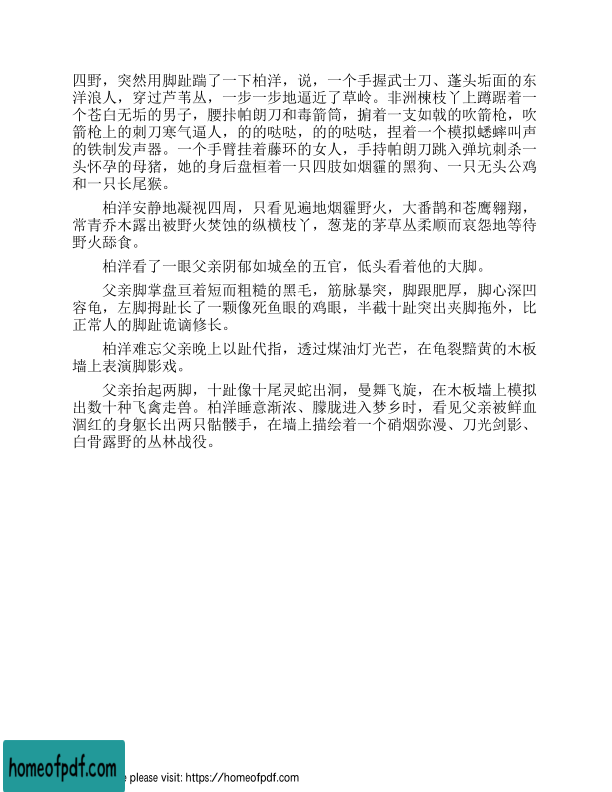 四野，突然用脚趾踹了一下柏洋，说，一个手握武士刀、蓬头垢面的东
洋浪人，穿过芦苇丛，一步一步地逼近了草岭。非洲楝枝丫上蹲踞着一
个苍白无垢的男子，腰抺帕朗刀和毒箭筒，掮着一支如戟的吹箭枪，吹
箭枪上的刺刀寒气逼人，的的哒哒，的的哒哒，捏着一个模拟蟋蟀叫声
的铁制发声器。一个手臂挂着藤环的女人，手持帕朗刀跳入弹坑刺杀一
头怀孕的母猪，她的身后盘桓着一只四肢如烟霾的黑狗、一只无头公鸡
和一只长尾猴。
柏洋安静地凝视四周，只看见遍地烟霾野火，大番鹊和苍鹰翱翔，
常青乔木露出被野火焚蚀的纵横枝丫，葱茏的茅草丛柔顺而哀怨地等待
野火舔食。
柏洋看了一眼父亲阴郁如城垒的五官，低头看着他的大脚。
父亲脚掌盘亘着短而粗糙的黑毛，筋脉暴突，脚跟肥厚，脚心深凹
容龟，左脚拇趾长了一颗像死鱼眼的鸡眼，半截十趾突出夹脚拖外，比
正常人的脚趾诡谲修长。
柏洋难忘父亲晚上以趾代指，透过煤油灯光芒，在龟裂黯黄的木板
墙上表演脚影戏。
父亲抬起两脚，十趾像十尾灵蛇出洞，曼舞飞旋，在木板墙上模拟
出数十种飞禽走兽。柏洋睡意渐浓、朦胧进入梦乡时，看见父亲被鲜血
涸红的身躯长出两只骷髅手，在墙上描绘着一个硝烟弥漫、刀光剑影、
白骨露野的丛林战役。
homeofpdf.com
e please visit: https://homeofpdf.com